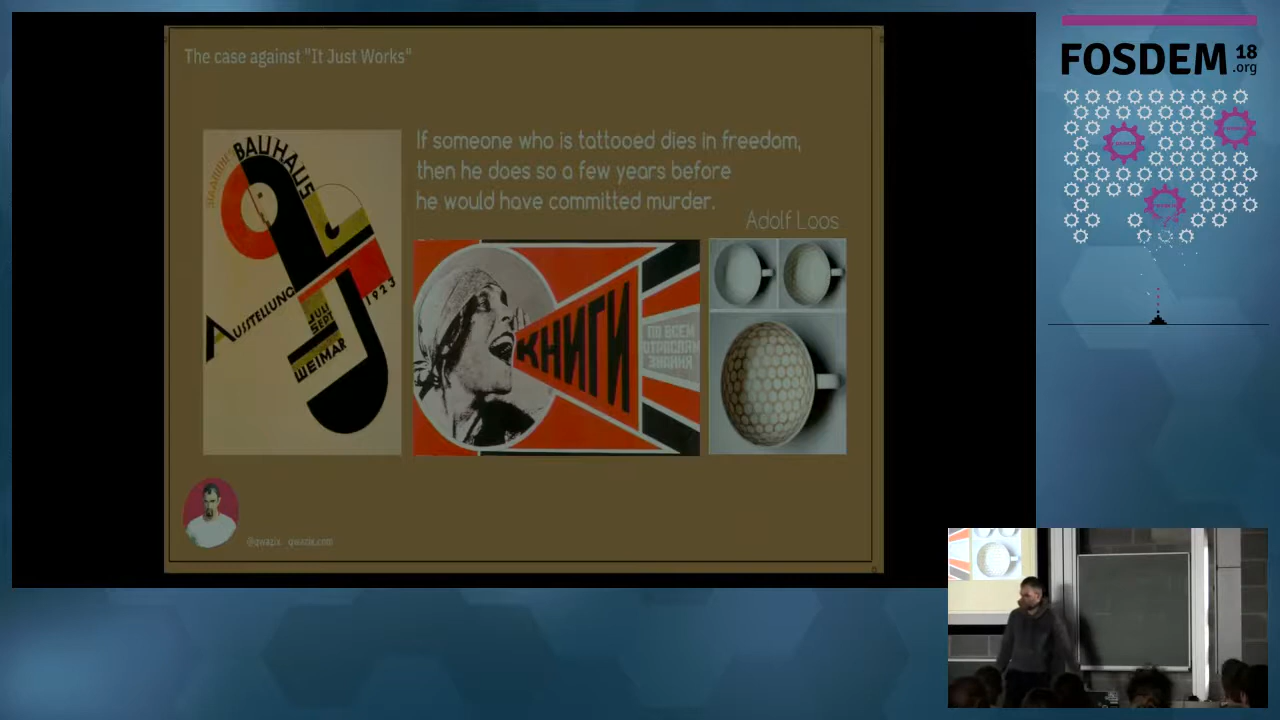 The case against "It Just Works"
BAUHAUS
AUSSTELLUNG
JULI
SEPT
1923
WEIMAR
If someone who is tattooed dies in freedom,
then he does so a few years before
he would have committed murder.
Adolf Loos
КНИГИ
ПО ВСЕМ
ОТРАСЛЯМ
ЗНАНИЯ
@qwazix qwazix.com
FOSDEM 18
.org